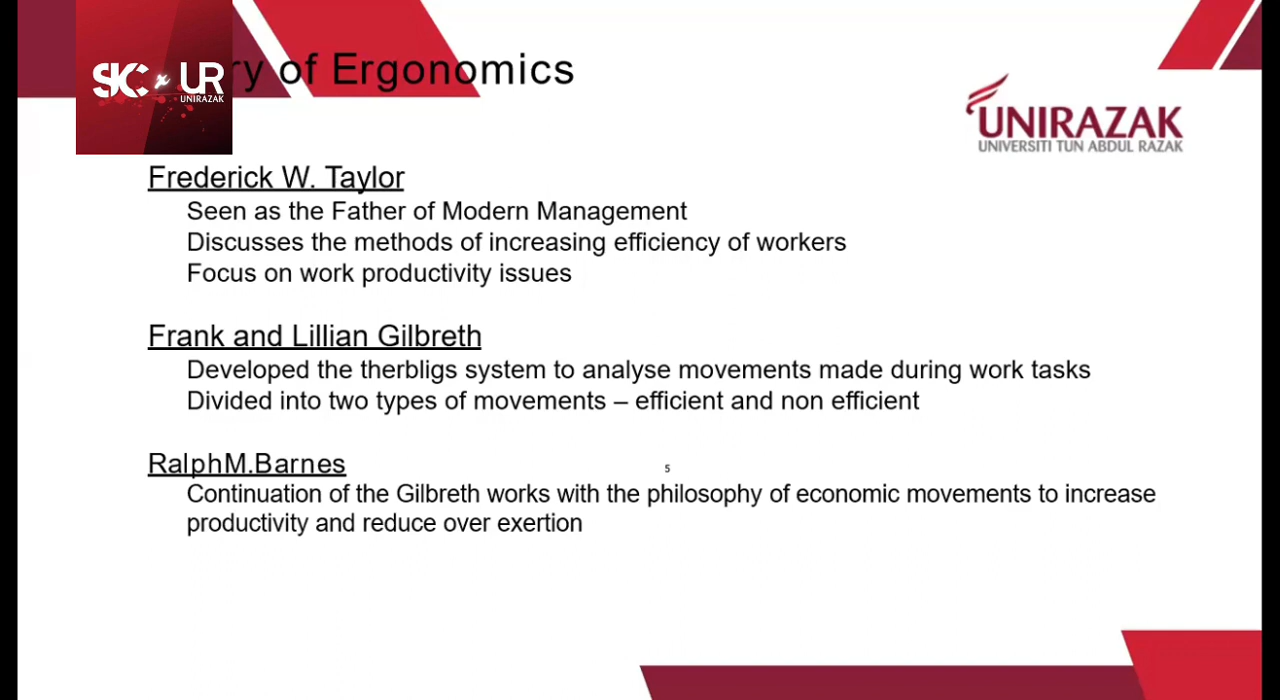 SIC x UR
UNIRAZAK
ry of Ergonomics
UNIRAZAK
UNIVERSITI TUN ABDUL RAZAK
Frederick W. Taylor
Seen as the Father of Modern Management
Discusses the methods of increasing efficiency of workers
Focus on work productivity issues
Frank and Lillian Gilbreth
Developed the therbligs system to analyse movements made during work tasks
Divided into two types of movements – efficient and non efficient
RalphM.Barnes
5
Continuation of the Gilbreth works with the philosophy of economic movements to increase
productivity and reduce over exertion